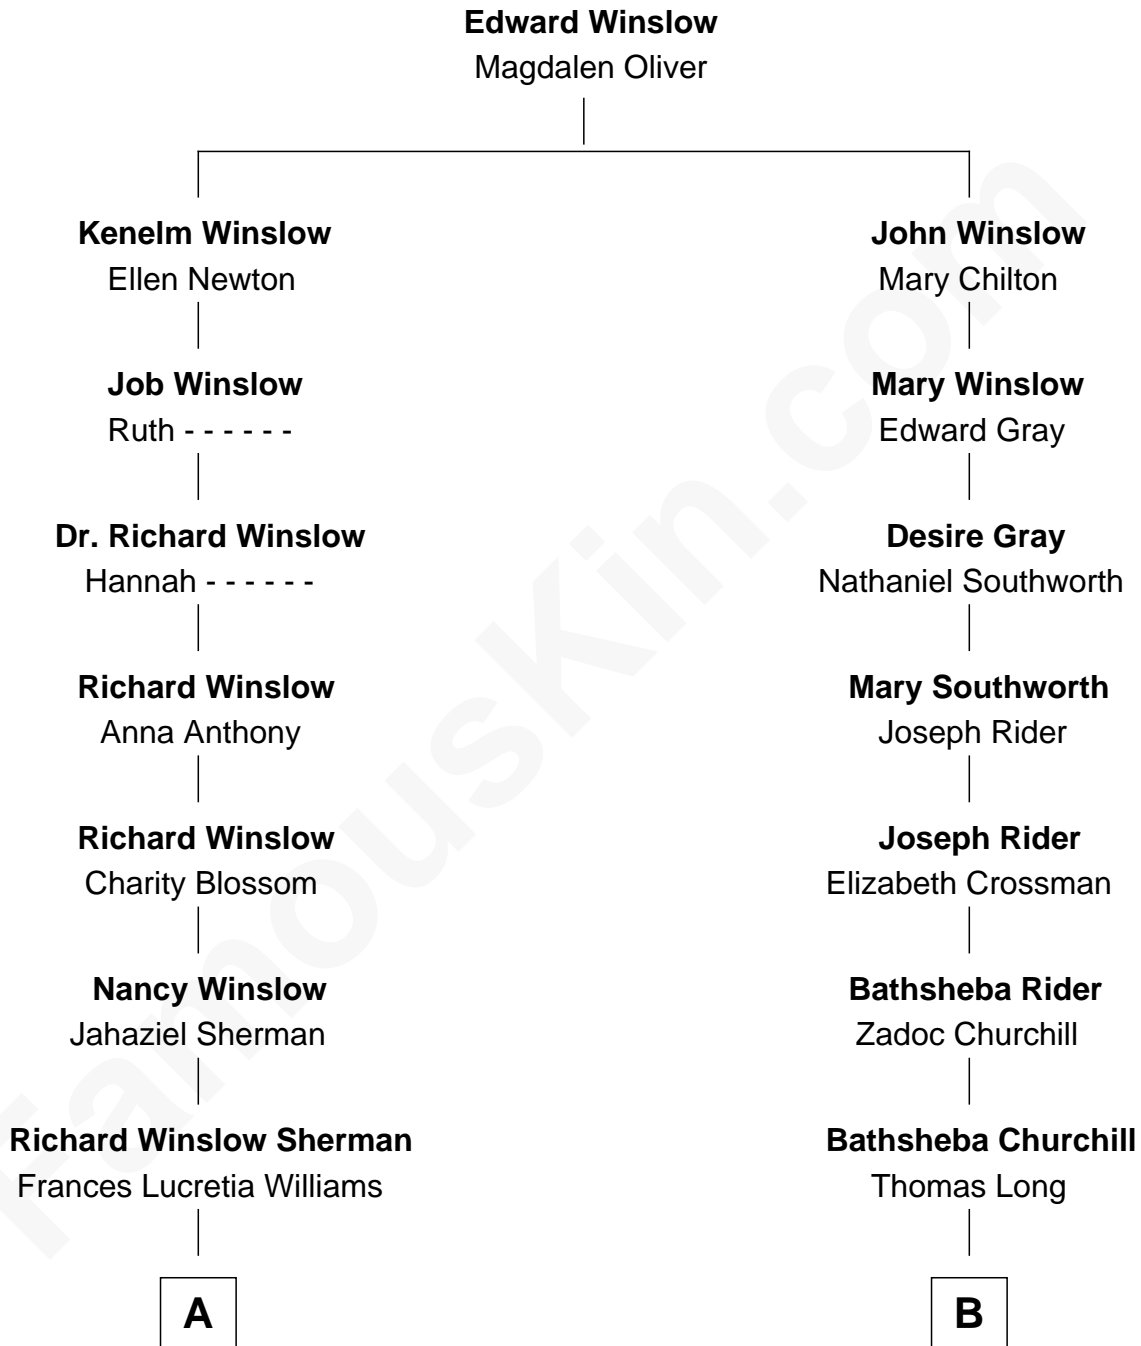 Edward Winslow
Magdalen Oliver
Kenelm Winslow
Ellen Newton
John Winslow
Mary Chilton
Job Winslow
Ruth - - - - - -
Mary Winslow
Edward Gray
Dr. Richard Winslow
Hannah - - - - - -
Desire Gray
Nathaniel Southworth
Richard Winslow
Anna Anthony
Mary Southworth
Joseph Rider
Richard Winslow
Charity Blossom
Joseph Rider
Elizabeth Crossman
Nancy Winslow
Jahaziel Sherman
Bathsheba Rider
Zadoc Churchill
Richard Winslow Sherman
Frances Lucretia Williams
Bathsheba Churchill
Thomas Long
A
B
FamousKin.com